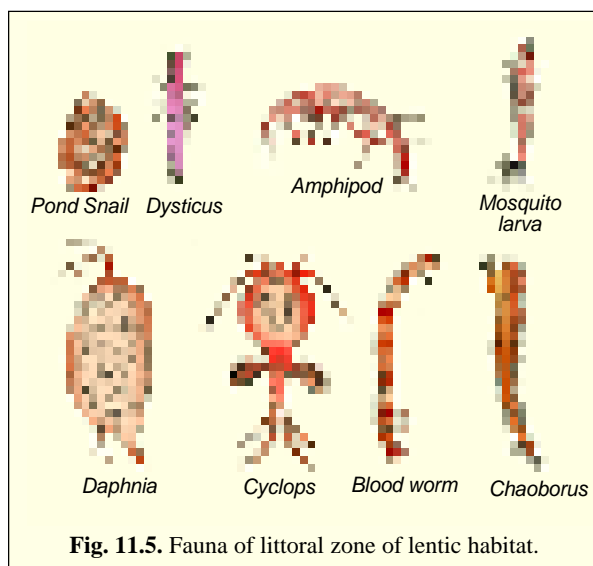 Pond Snail Dysticus
Amphipod
Mosquito
larva
Daphnia Cyclops Blood worm Chaoborus
Fig. 11.5. Fauna of littoral zone of lentic habitat.